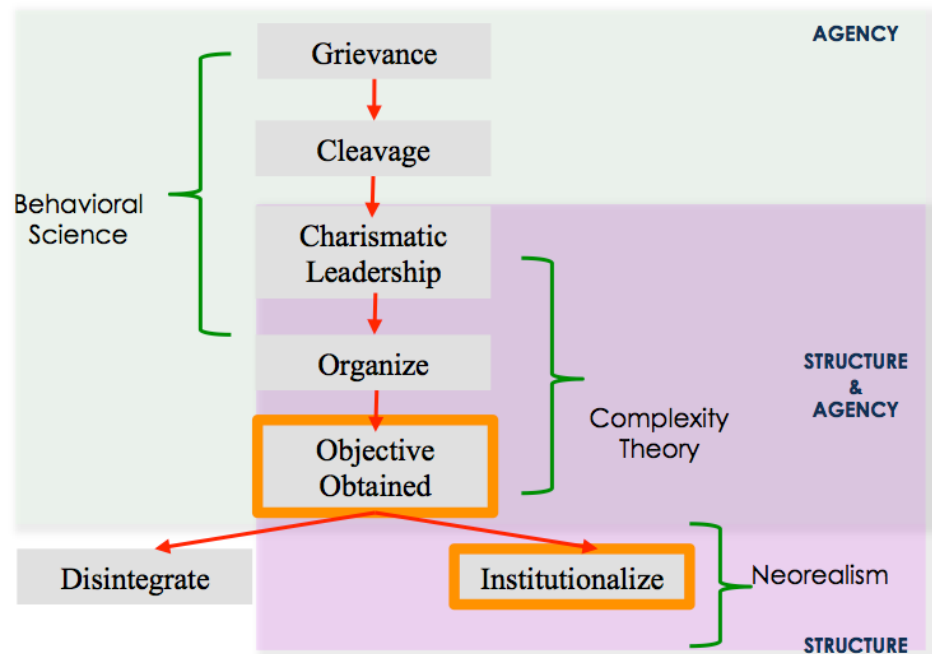 AGENCY
Grievance
Cleavage
Behavioral
Science
Charismatic
Leadership
Organize
STRUCTURE
&
AGENCY
Complexity
Theory
Objective
Obtained
Disintegrate
Institutionalize
Neorealism
STRUCTURE